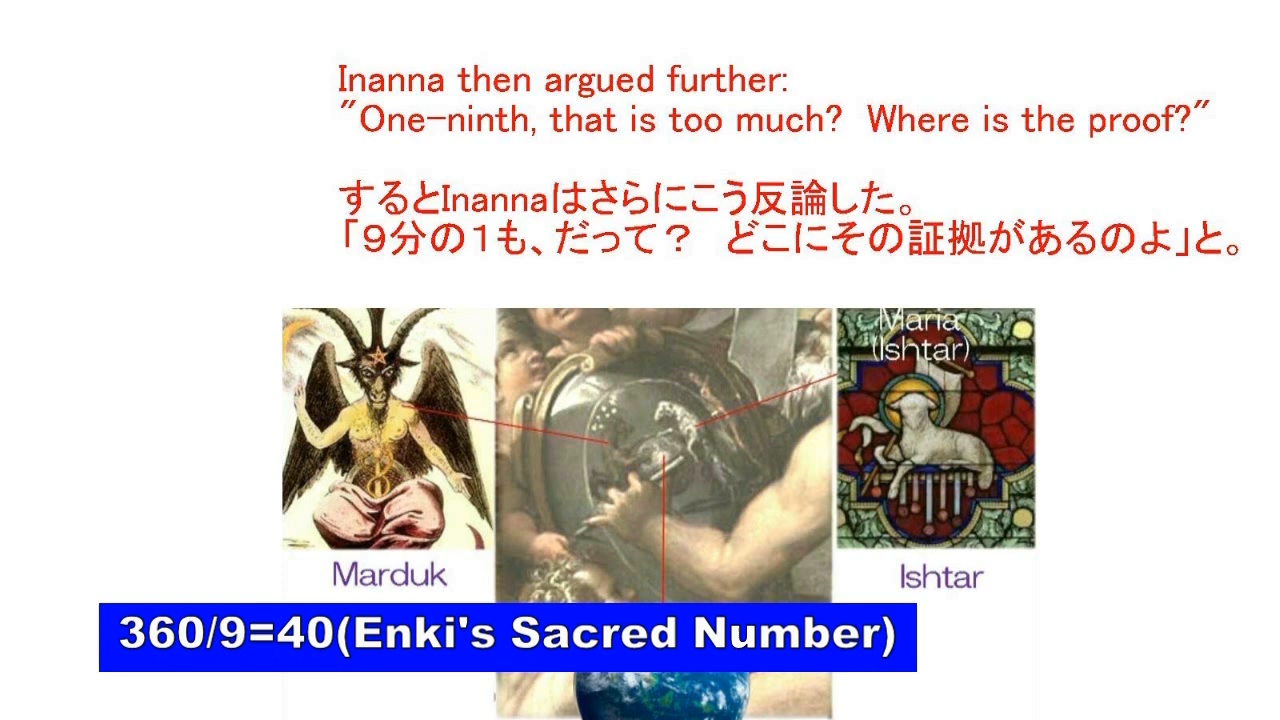 Inanna then argued further:
"One-ninth, that is too much?  Where is the proof?"
するとInannaはさらにこう反論した。
「９分の１も、だって？　どこにその証拠があるのよ」と。
Maria
(Ishtar)
Marduk
Ishtar
360/9=40(Enki's Sacred Number)